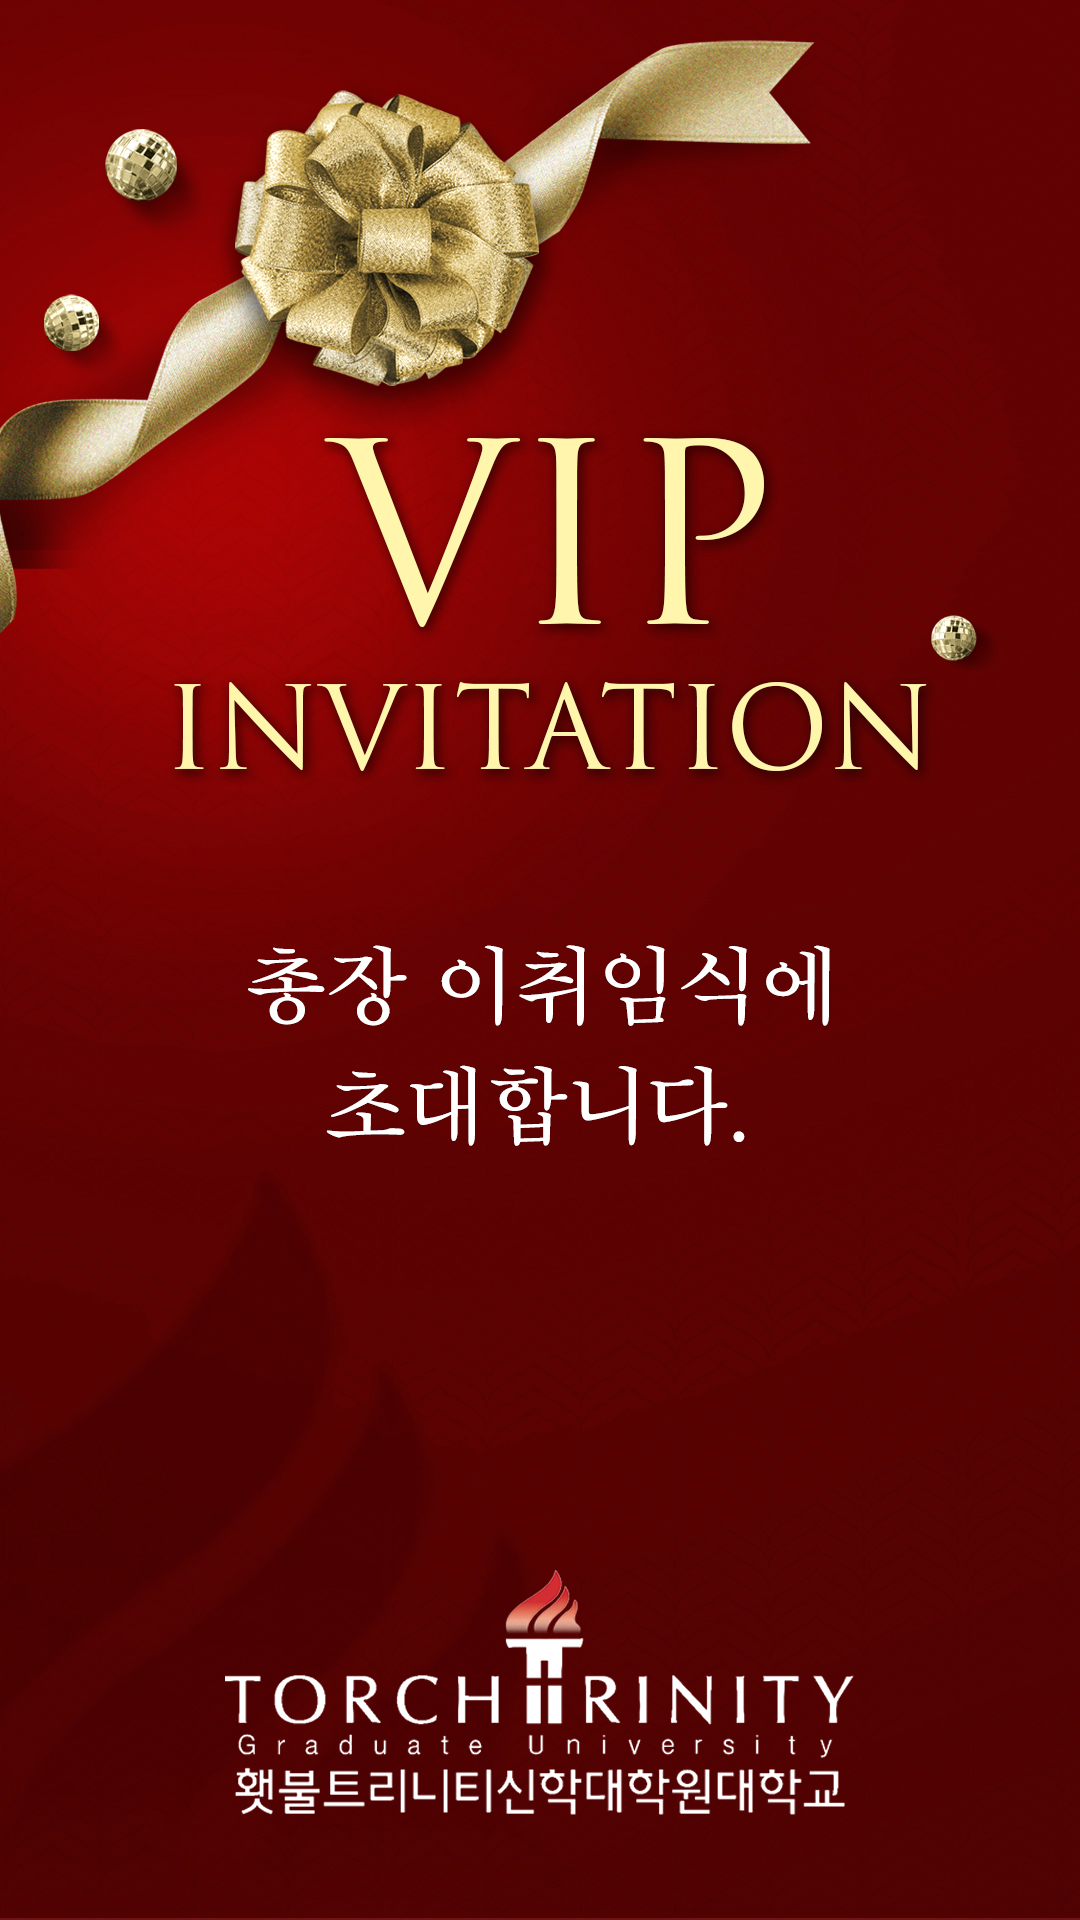 VIP
INVITATION
총장 이취임식에
초대합니다.
TORCH TRINITY
Graduate University
횃불트리니티신학대학원대학교